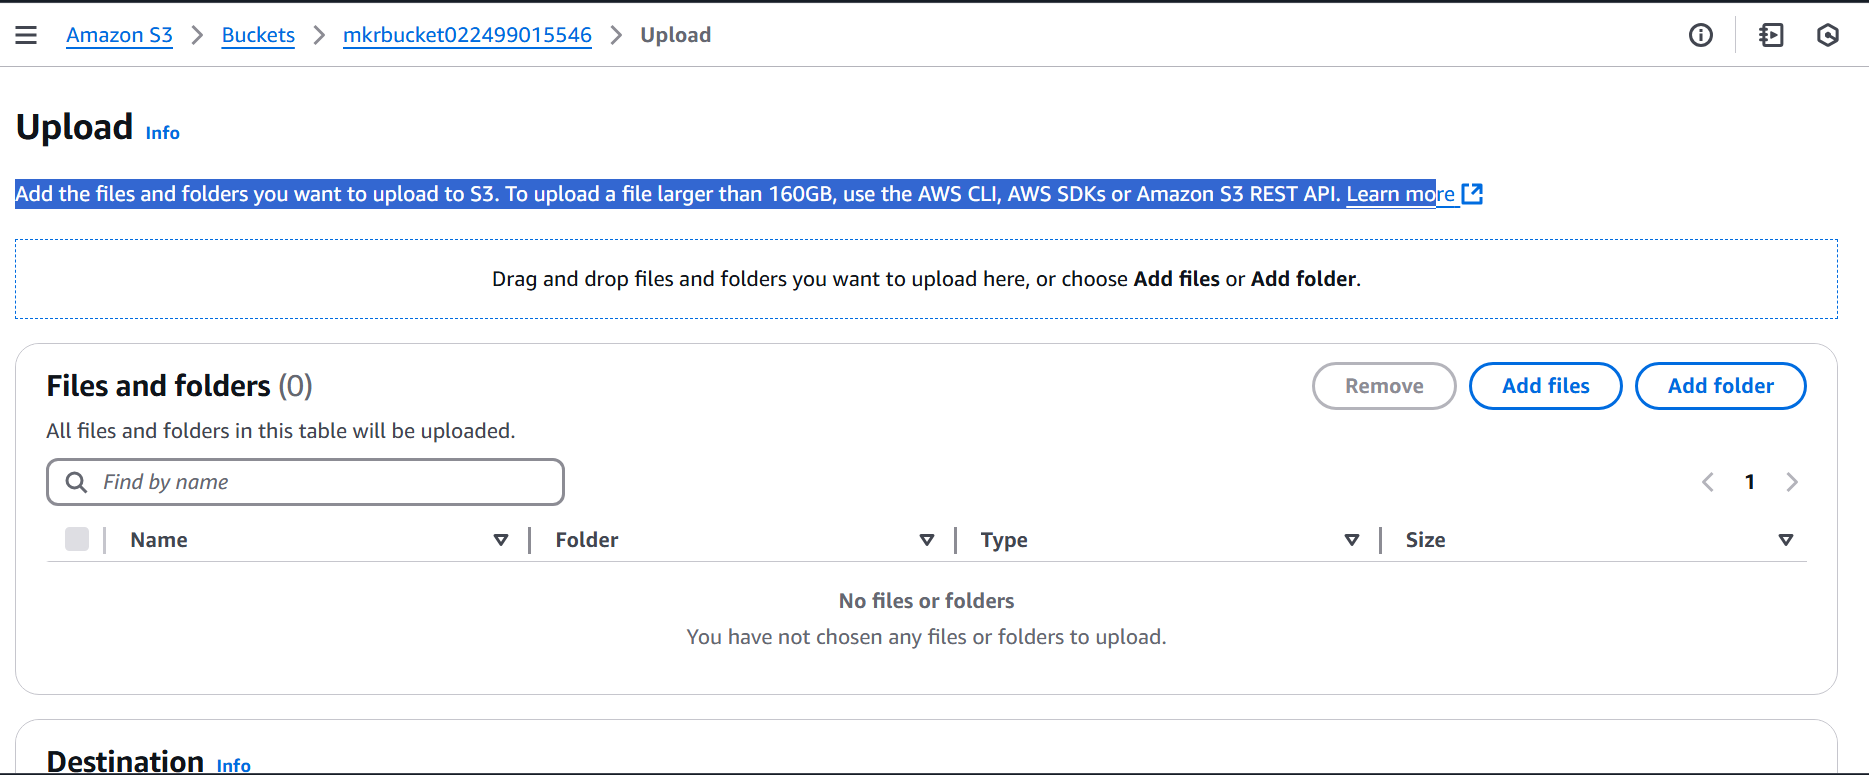 Amazon S3 > Buckets > mkrbucket022499015546 > Upload
Upload Info
Add the files and folders you want to upload to S3. To upload a file larger than 160GB, use the AWS CLI, AWS SDKs or Amazon S3 REST API. Learn more
Drag and drop files and folders you want to upload here, or choose Add files or Add folder.
Files and folders (0)
Remove
Add files
Add folder
All files and folders in this table will be uploaded.
Find by name
1
Name
Folder
Type
Size
No files or folders
You have not chosen any files or folders to upload.
Destination Info